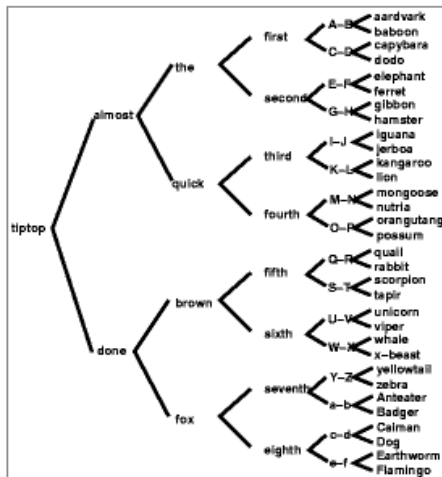 tiptop
almost
done
the
quick
brown
fox
first
second
third
fourth
fifth
sixth
seventh
eighth
A–B
C–D
E–F
G–H
I–J
K–L
M–N
O–P
Q–R
S–T
U–V
W–X
Y–Z
a–b
c–d
e–f
aardvark
baboon
capybara
dodo
elephant
ferret
gibbon
hamster
iguana
jerboa
kangaroo
lion
mongoose
nutria
orangutang
possum
quail
rabbit
scorpion
tapir
unicorn
viper
whale
x–beast
yellowtail
zebra
Anteater
Badger
Caiman
Dog
Earthworm
Flamingo